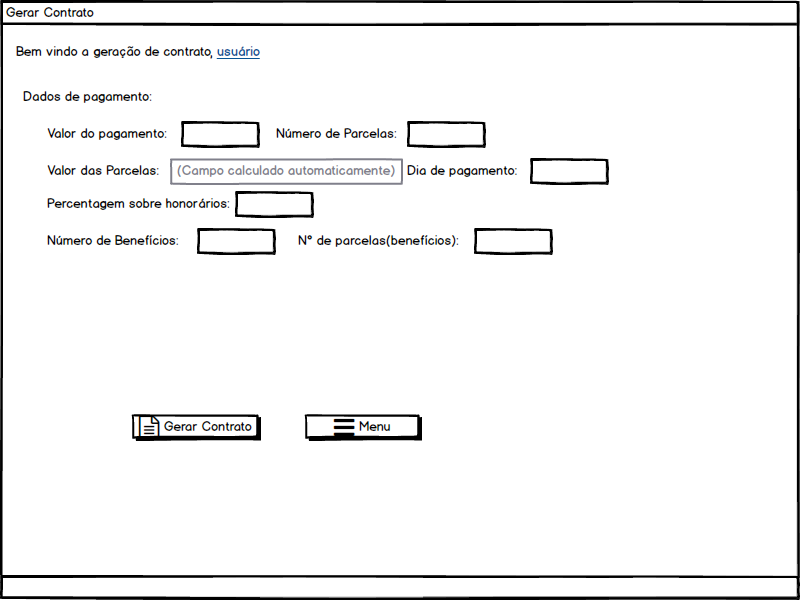 Gerar Contrato
Bem vindo a geração de contrato, usuário
Dados de pagamento:
Valor do pagamento: Número de Parcelas:
Valor das Parcelas: (Campo calculado automaticamente) Dia de pagamento:
Percentagem sobre honorários:
Número de Benefícios: N° de parcelas(benefícios):
Gerar Contrato Menu